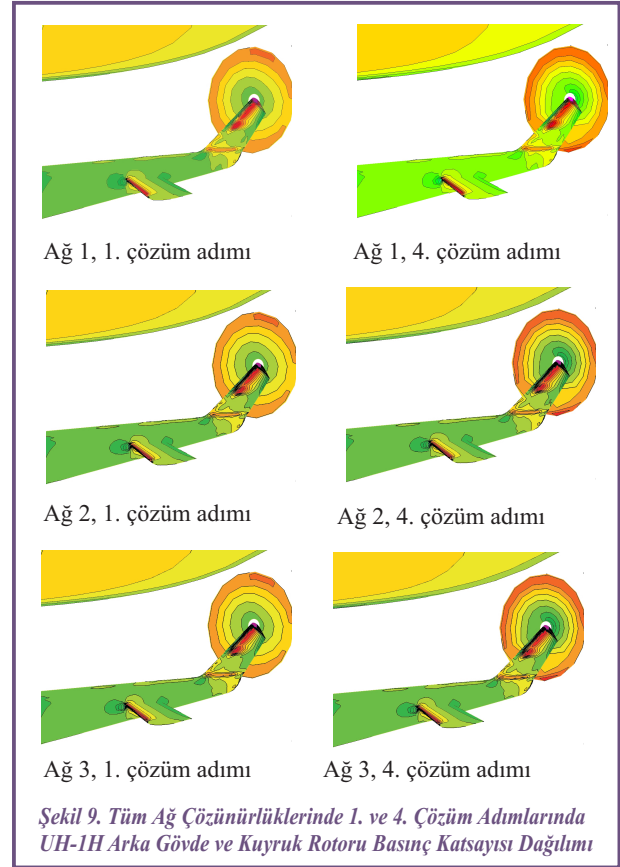 Ağ 1, 1. çözüm adımı
Ağ 1, 4. çözüm adımı
Ağ 2, 1. çözüm adımı
Ağ 2, 4. çözüm adımı
Ağ 3, 1. çözüm adımı
Ağ 3, 4. çözüm adımı
Şekil 9. Tüm Ağ Çözünürlüklerinde 1. ve 4. Çözüm Adımlarında
UH-1H Arka Gövde ve Kuyruk Rotoru Basınç Katsayısı Dağılımı